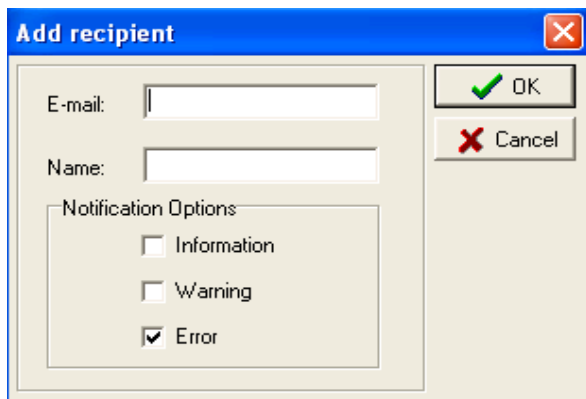 Add recipient
E-mail:
OK
Cancel
Name:
Notification Options
Information
Warning
Error